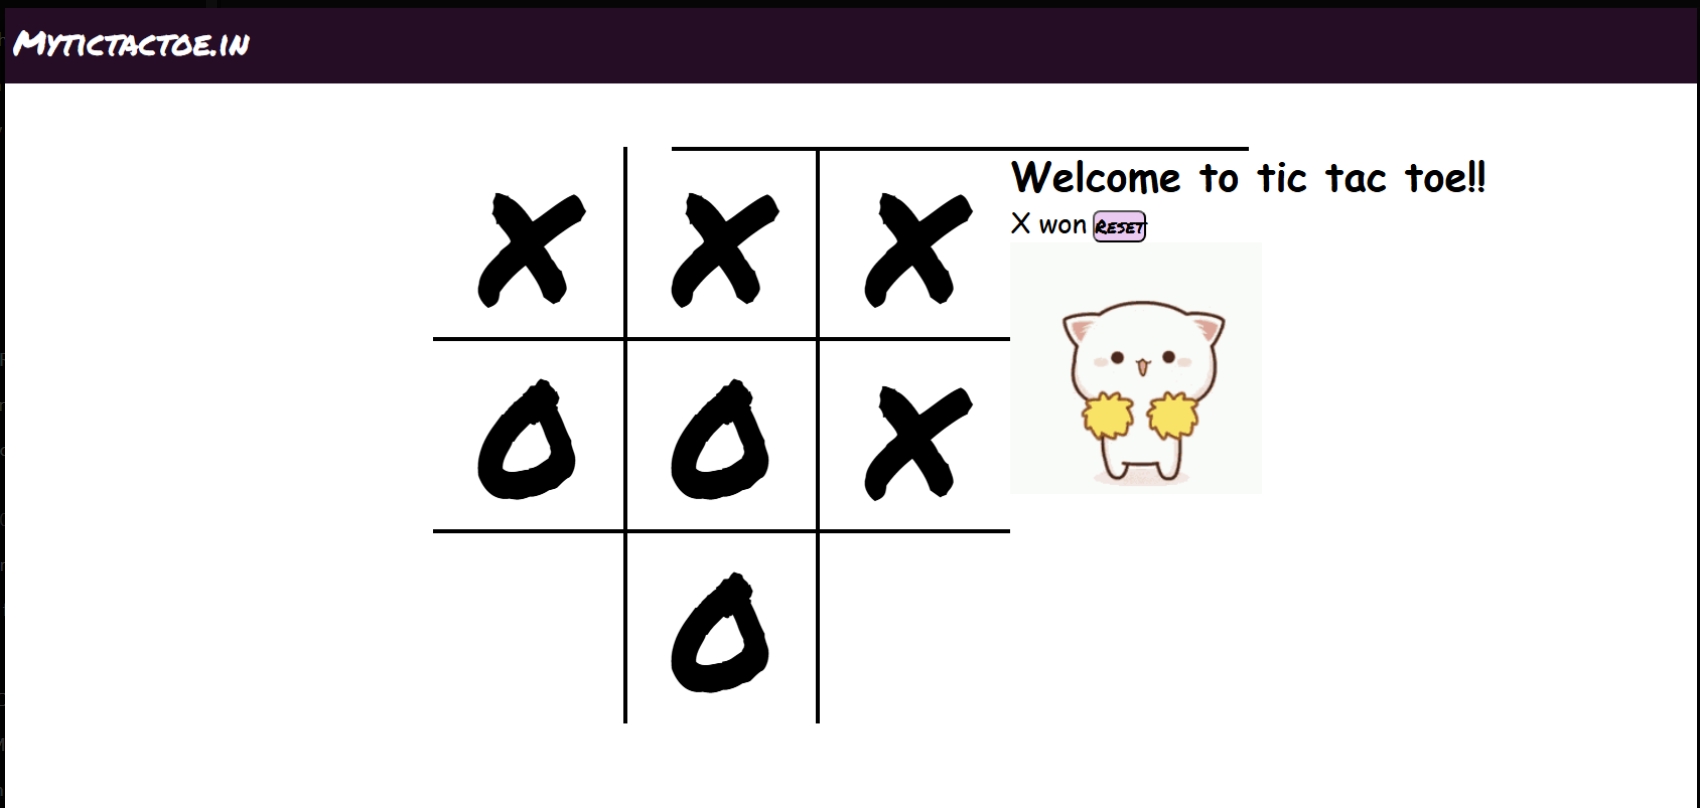 Mytictactoe.in
Welcome to tic tac toe!!
X won Reset
X X X
O O X
O